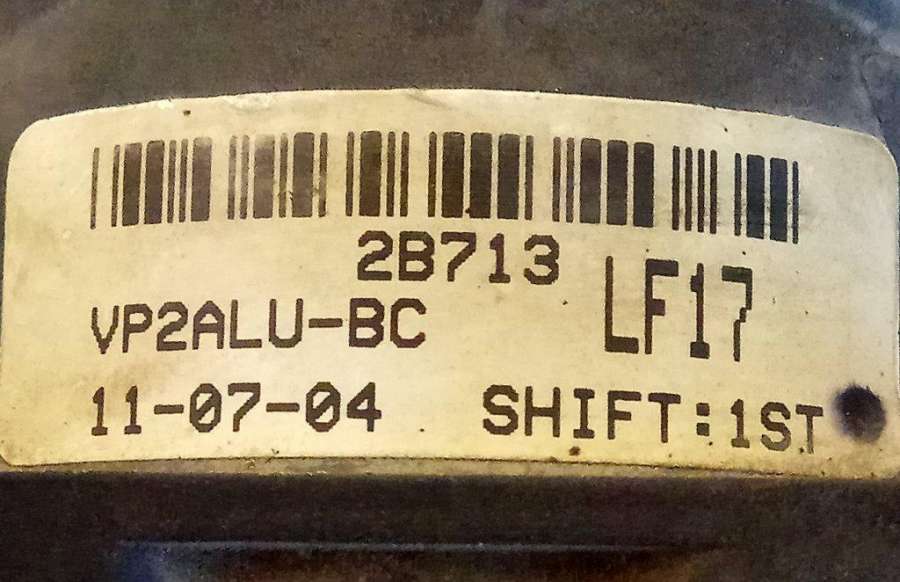 2B713
LF17
VP2ALU-BC
11-07-04 SHIFT:1ST